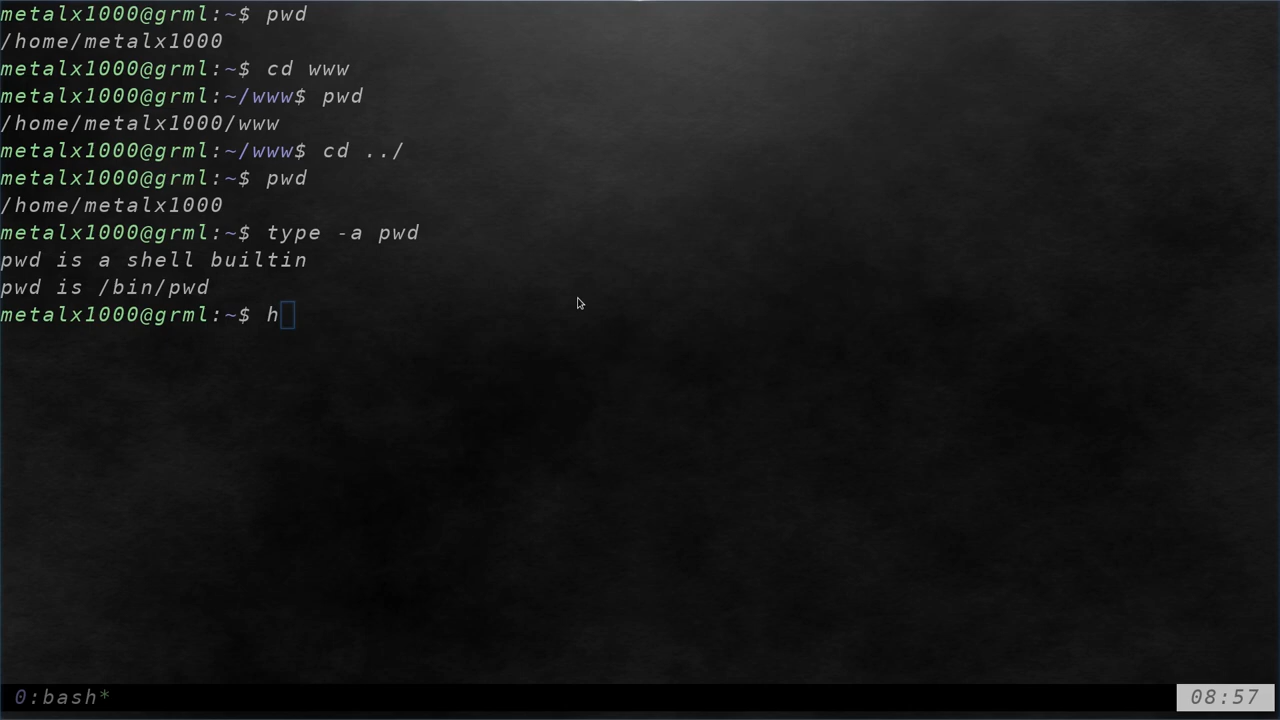 metalx1000@grml:~$ pwd
/home/metalx1000
metalx1000@grml:~$ cd www
metalx1000@grml:~/www$ pwd
/home/metalx1000/www
metalx1000@grml:~/www$ cd ../
metalx1000@grml:~$ pwd
/home/metalx1000
metalx1000@grml:~$ type -a pwd
pwd is a shell builtin
pwd is /bin/pwd
metalx1000@grml:~$ h
0:bash* 08:57